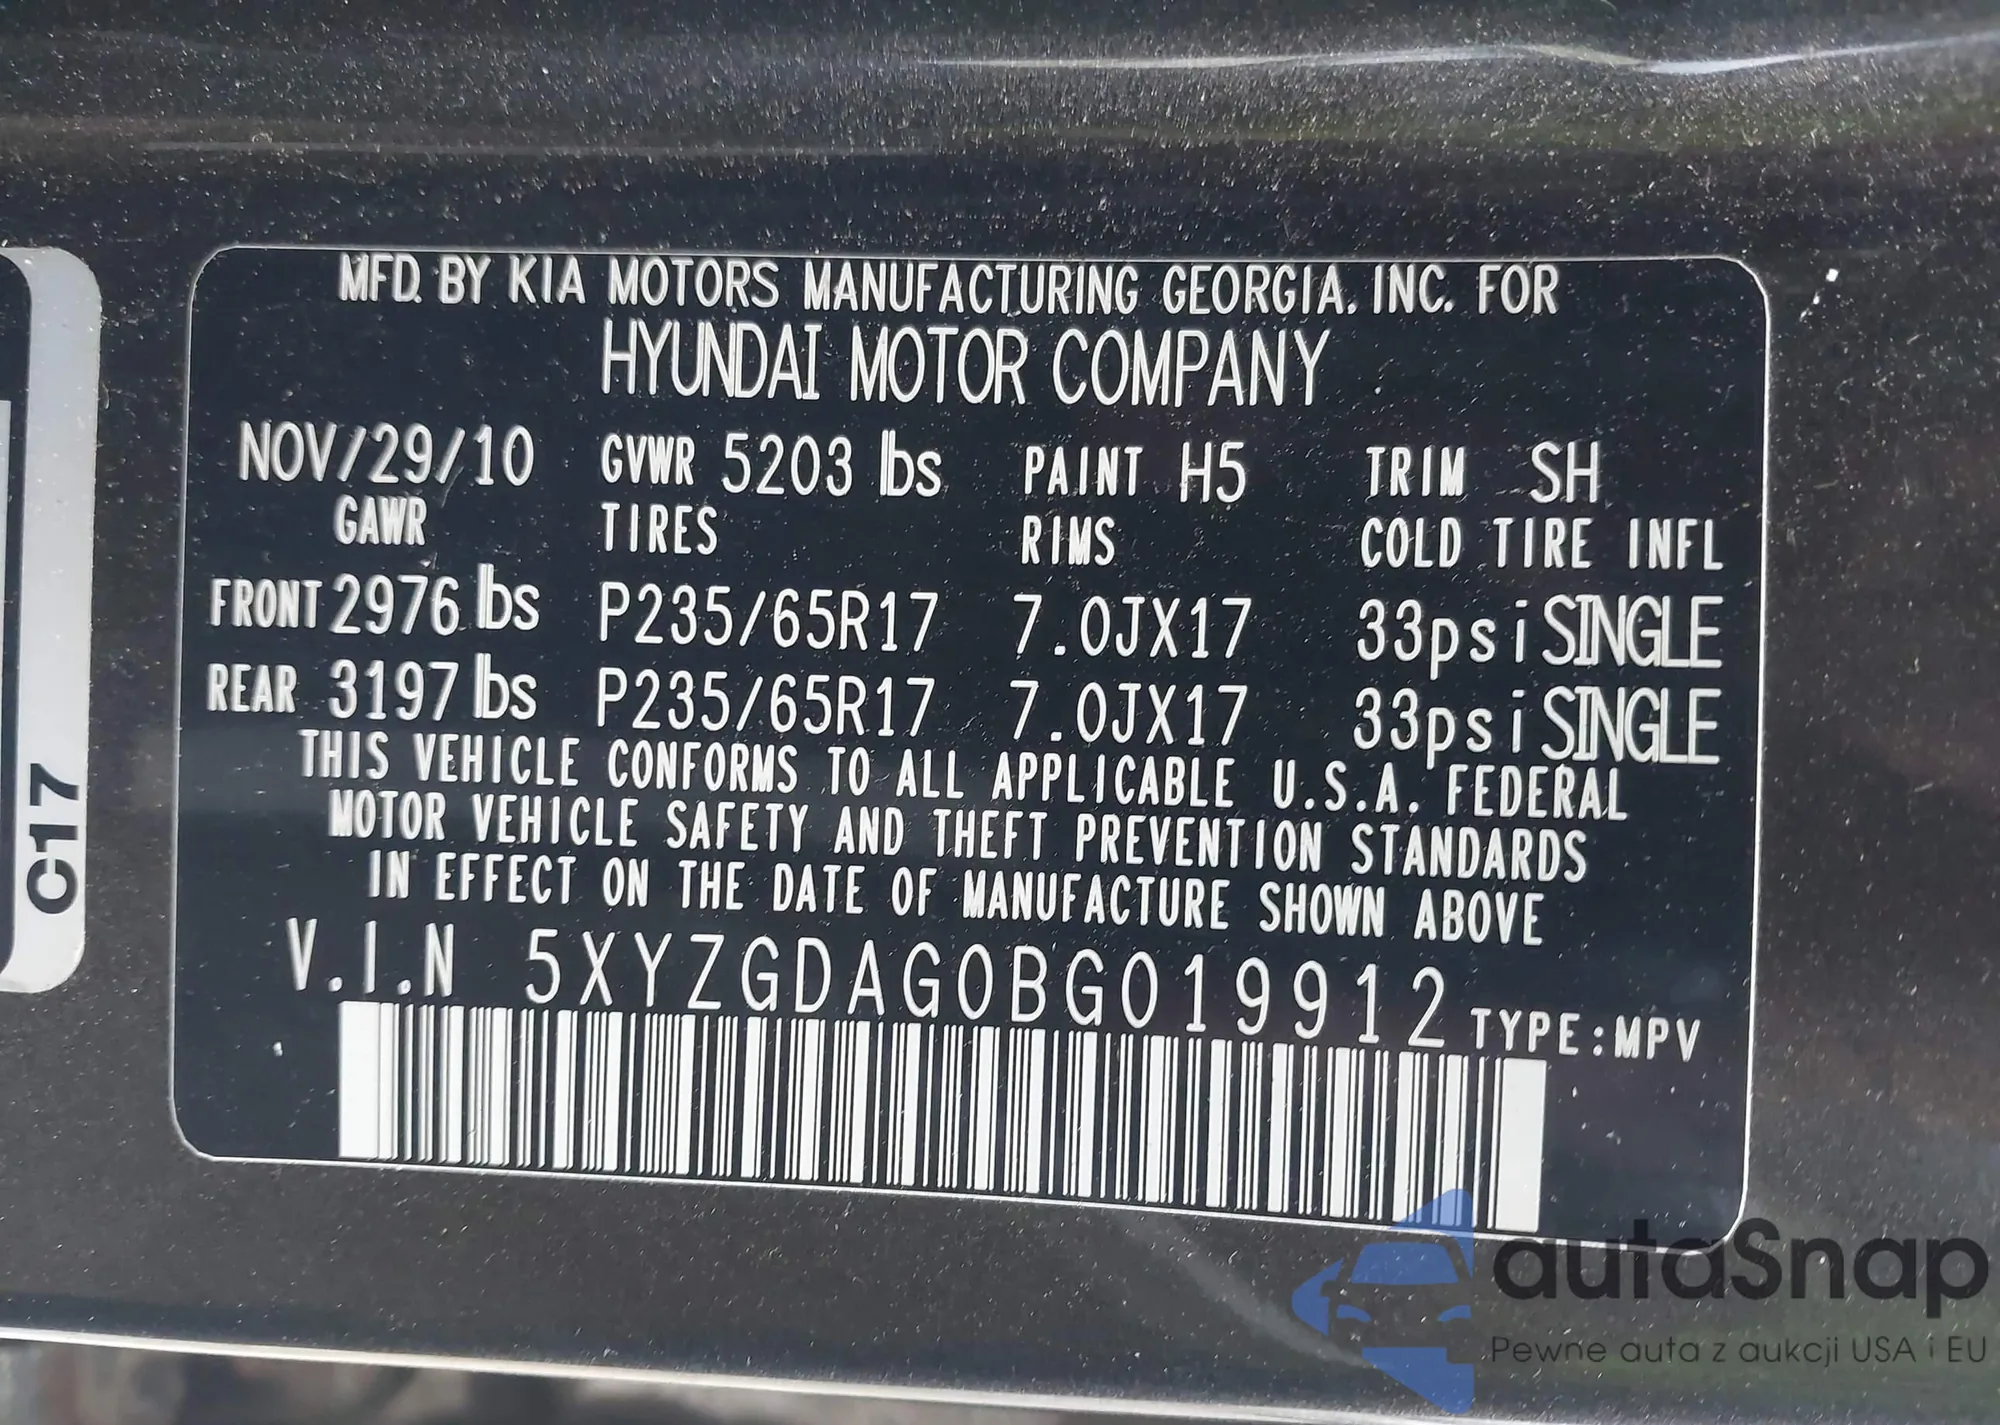 MFD. BY KIA MOTORS MANUFACTURING GEORGIA. INC. FOR
HYUNDAI MOTOR COMPANY
NOV/29/10 GVWR 5203 lbs PAINT H5 TRIM SH
GAWR TIRES RIMS COLD TIRE INFL
FRONT 2976 lbs P235/65R17 7.0JX17 33psi SINGLE
REAR 3197 lbs P235/65R17 7.0JX17 33psi SINGLE
THIS VEHICLE CONFORMS TO ALL APPLICABLE U.S.A. FEDERAL
MOTOR VEHICLE SAFETY AND THEFT PREVENTION STANDARDS
IN EFFECT ON THE DATE OF MANUFACTURE SHOWN ABOVE
V.I.N 5XYZGDAG0BG019912 TYPE:MPV
C17
autaSnap
Pewne auta z aukcji USA i EU